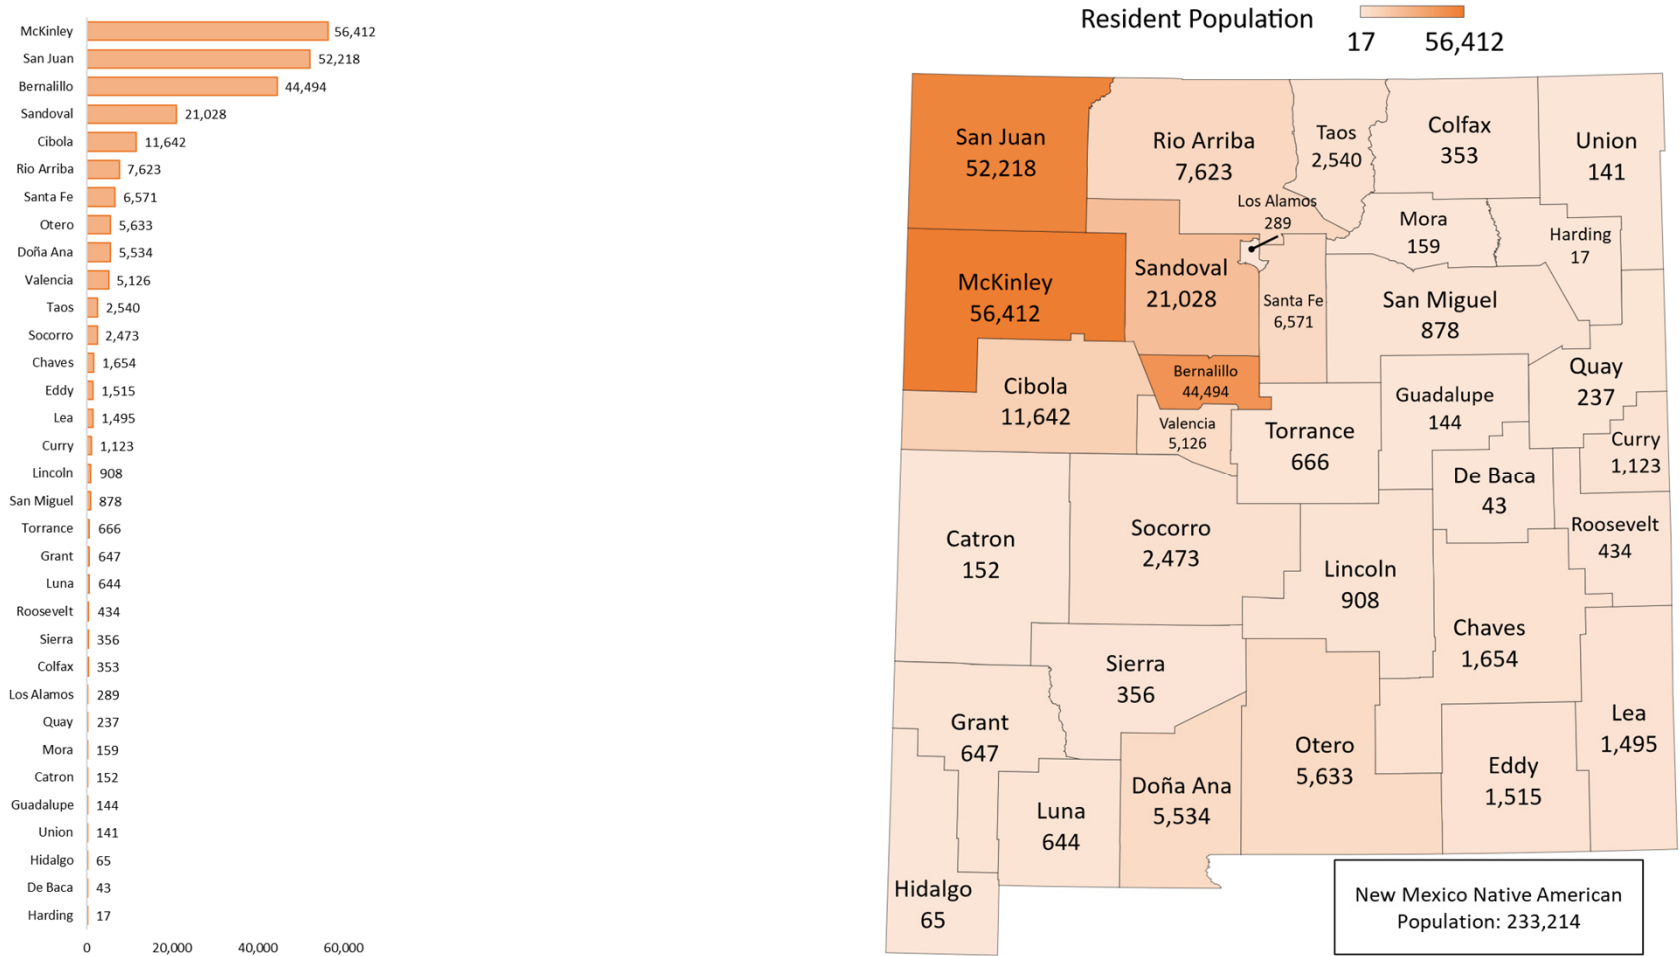 McKinley 56,412
San Juan 52,218
Bernalillo 44,494
Sandoval 21,028
Cibola 11,642
Rio Arriba 7,623
Santa Fe 6,571
Otero 5,633
Doña Ana 5,534
Valencia 5,126
Taos 2,540
Socorro 2,473
Chaves 1,654
Eddy 1,515
Lea 1,495
Curry 1,123
Lincoln 908
San Miguel 878
Torrance 666
Grant 647
Luna 644
Roosevelt 434
Sierra 356
Colfax 353
Los Alamos 289
Quay 237
Mora 159
Catron 152
Guadalupe 144
Union 141
Hidalgo 65
De Baca 43
Harding 17
0 20,000 40,000 60,000
Resident Population
17 56,412
San Juan
52,218
Rio Arriba
7,623
Taos
2,540
Colfax
353
Union
141
Los Alamos
289
Mora
159
Harding
17
McKinley
56,412
Sandoval
21,028
Santa Fe
6,571
San Miguel
878
Cibola
11,642
Bernalillo
44,494
Valencia
5,126
Torrance
666
Guadalupe
144
Quay
237
Curry
1,123
De Baca
43
Roosevelt
434
Catron
152
Socorro
2,473
Lincoln
908
Chaves
1,654
Sierra
356
Grant
647
Lea
1,495
Otero
5,633
Eddy
1,515
Doña Ana
5,534
Luna
644
Hidalgo
65
New Mexico Native American
Population: 233,214